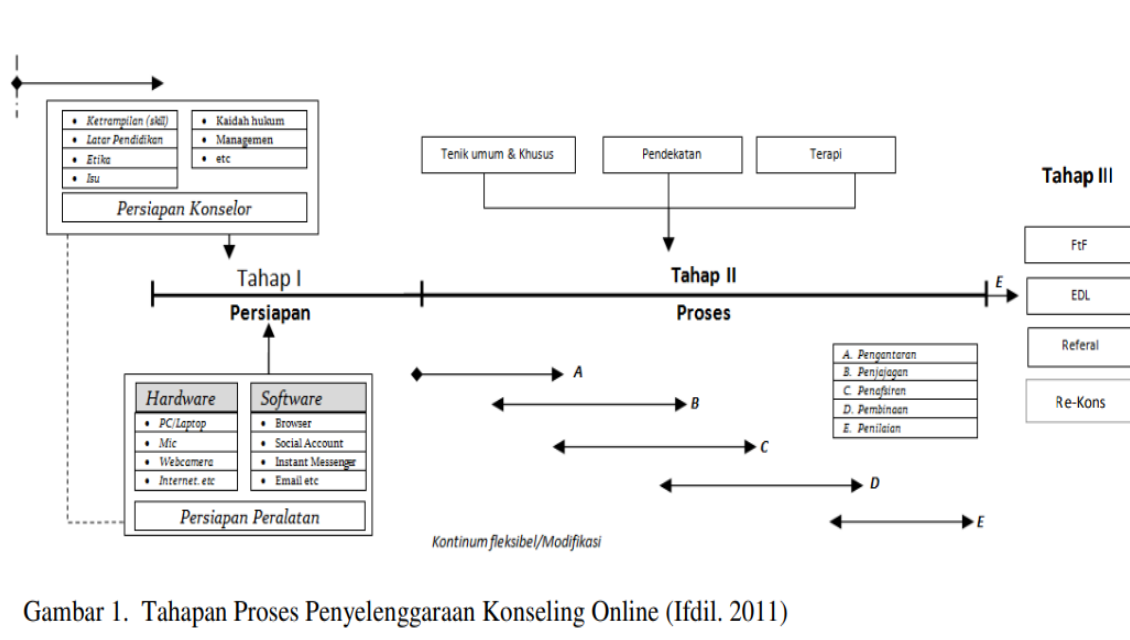 Ketrampilan (skill)
Latar Pendidikan
Etika
Isu
Kaidah hukum
Managemen
etc
Persiapan Konselor
Tenik umum & Khusus
Pendekatan
Terapi
Tahap III
FtF
EDL
Referal
Re-Kons
Tahap I
Persiapan
Tahap II
Proses
E
Hardware
PC/Laptop
Mic
Webcamera
Internet. etc
Software
Browser
Social Account
Instant Messenger
Email etc
Persiapan Peralatan
A
B
C
D
E
A. Pengantaran
B. Penjajagan
C. Penafsiran
D. Pembinaan
E. Penilaian
Kontinum fleksibel/Modifikasi
Gambar 1. Tahapan Proses Penyelenggaraan Konseling Online (Ifdil. 2011)